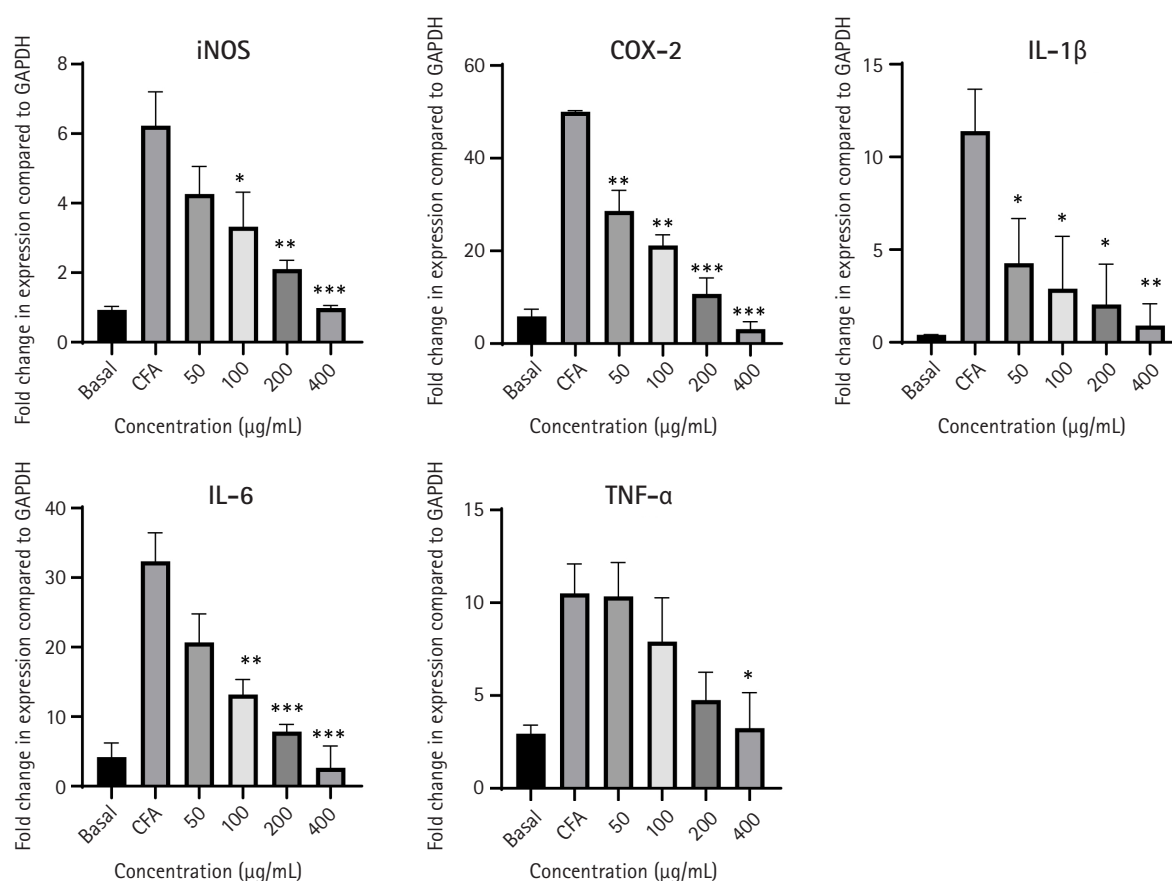 iNOS
Fold change in expression compared to GAPDH
8
6
4
2
0
*
**
***
Basal
CFA
50
100
200
400
Concentration (µg/mL)
COX-2
Fold change in expression compared to GAPDH
60
40
20
0
**
**
***
***
Basal
CFA
50
100
200
400
Concentration (µg/mL)
IL-1β
Fold change in expression compared to GAPDH
15
10
5
0
*
*
*
**
Basal
CFA
50
100
200
400
Concentration (µg/mL)
IL-6
Fold change in expression compared to GAPDH
40
30
20
10
0
**
***
***
Basal
CFA
50
100
200
400
Concentration (µg/mL)
TNF-α
Fold change in expression compared to GAPDH
15
10
5
0
*
Basal
CFA
50
100
200
400
Concentration (µg/mL)